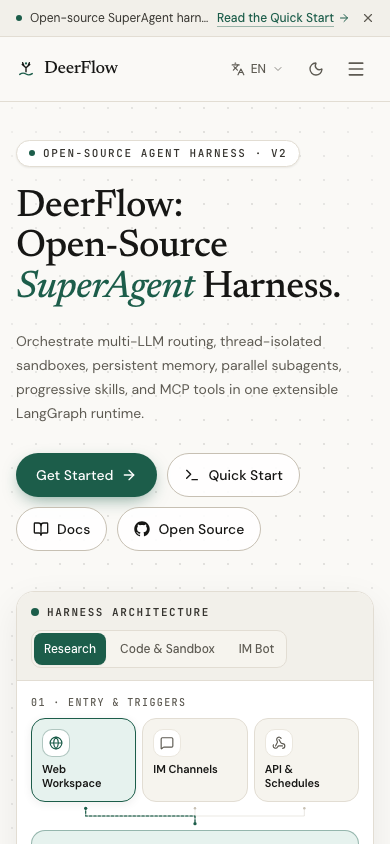 Open-source SuperAgent harn... Read the Quick Start
DeerFlow
EN
OPEN-SOURCE AGENT HARNESS · V2
DeerFlow:
Open-Source
SuperAgent Harness.
Orchestrate multi-LLM routing, thread-isolated
sandboxes, persistent memory, parallel subagents,
progressive skills, and MCP tools in one extensible
LangGraph runtime.
Get Started
Quick Start
Docs
Open Source
HARNESS ARCHITECTURE
Research
Code & Sandbox
IM Bot
01 · ENTRY & TRIGGERS
Web
Workspace
IM Channels
API &
Schedules